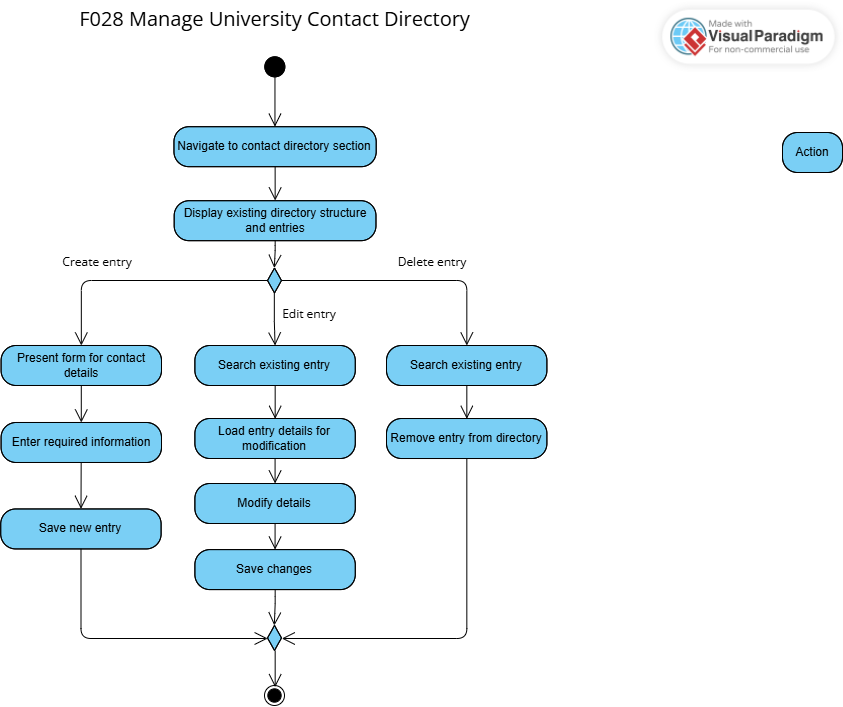 F028 Manage University Contact Directory
Made with
VisualParadigm
For non-commercial use
Navigate to contact directory section
Action
Display existing directory structure
and entries
Create entry
Delete entry
Edit entry
Present form for contact
details
Search existing entry
Search existing entry
Enter required information
Load entry details for
modification
Remove entry from directory
Modify details
Save new entry
Save changes